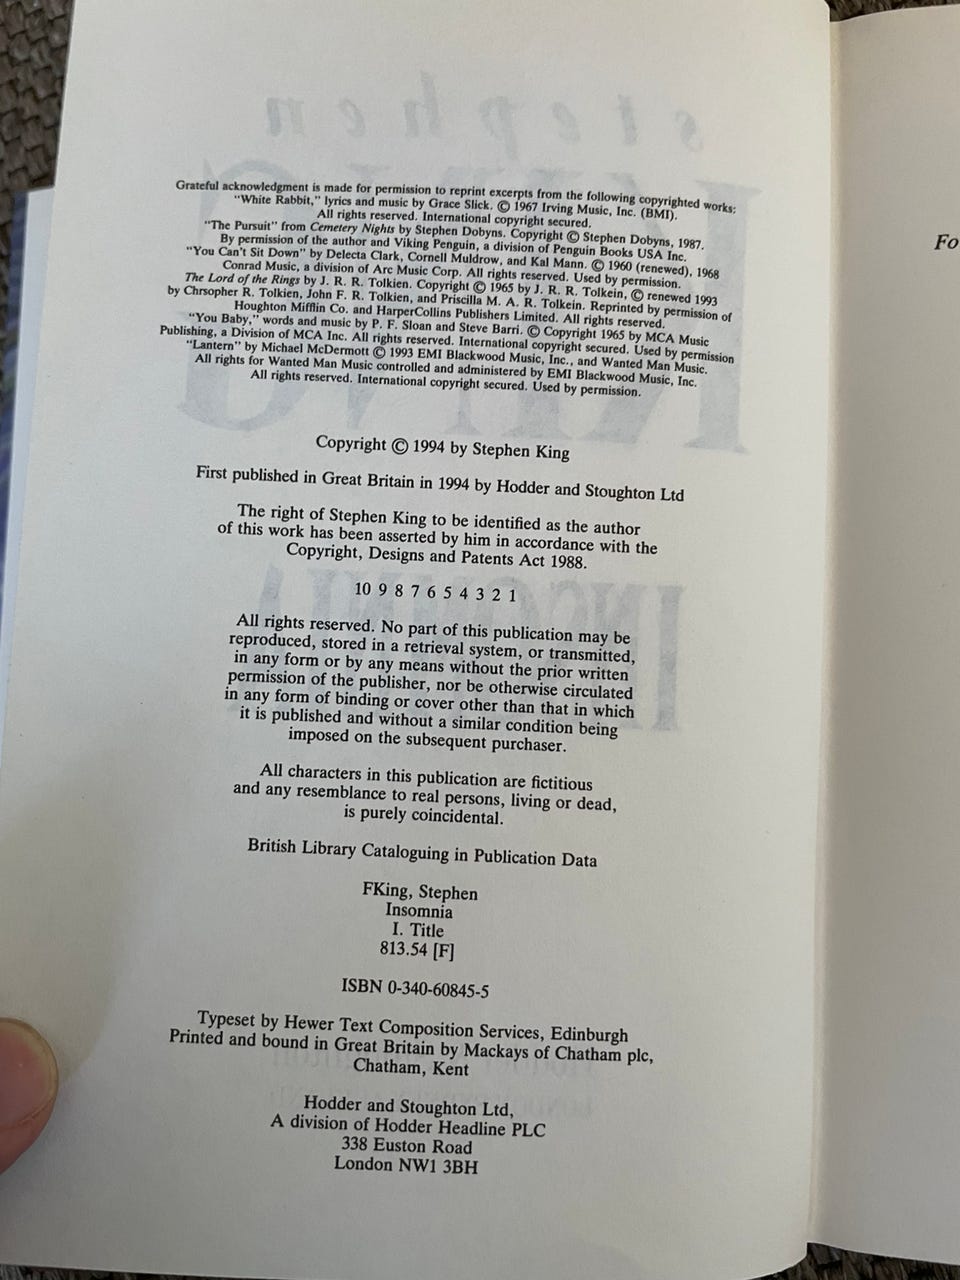 stephen
KING
INSOMNIA
Grateful acknowledgment is made for permission to reprint excerpts from the following copyrighted works:
"White Rabbit," lyrics and music by Grace Slick. © 1967 Irving Music, Inc. (BMI).
All rights reserved. International copyright secured.
"The Pursuit" from Cemetery Nights by Stephen Dobyns. Copyright © Stephen Dobyns, 1987.
By permission of the author and Viking Penguin, a division of Penguin Books USA Inc.
"You Can't Sit Down" by Delecta Clark, Cornell Muldrow, and Kal Mann. © 1960 (renewed), 1968
Conrad Music, a division of Arc Music Corp. All rights reserved. Used by permission.
The Lord of the Rings by J. R. R. Tolkien. Copyright © 1965 by J. R. R. Tolkein, © renewed 1993
by Chrsopher R. Tolkien, John F. R. Tolkien, and Priscilla M. A. R. Tolkein. Reprinted by permission of
Houghton Mifflin Co. and HarperCollins Publishers Limited. All rights reserved.
"You Baby," words and music by P. F. Sloan and Steve Barri. © Copyright 1965 by MCA Music
Publishing, a Division of MCA Inc. All rights reserved. International copyright secured. Used by permission
"Lantern" by Michael McDermott © 1993 EMI Blackwood Music, Inc., and Wanted Man Music.
All rights for Wanted Man Music controlled and administered by EMI Blackwood Music, Inc.
All rights reserved. International copyright secured. Used by permission.
Copyright © 1994 by Stephen King
First published in Great Britain in 1994 by Hodder and Stoughton Ltd
The right of Stephen King to be identified as the author
of this work has been asserted by him in accordance with the
Copyright, Designs and Patents Act 1988.
10 9 8 7 6 5 4 3 2 1
All rights reserved. No part of this publication may be
reproduced, stored in a retrieval system, or transmitted,
in any form or by any means without the prior written
permission of the publisher, nor be otherwise circulated
in any form of binding or cover other than that in which
it is published and without a similar condition being
imposed on the subsequent purchaser.
All characters in this publication are fictitious
and any resemblance to real persons, living or dead,
is purely coincidental.
British Library Cataloguing in Publication Data
FKing, Stephen
Insomnia
I. Title
813.54 [F]
ISBN 0-340-60845-5
Typeset by Hewer Text Composition Services, Edinburgh
Printed and bound in Great Britain by Mackays of Chatham plc,
Chatham, Kent
Hodder and Stoughton Ltd,
A division of Hodder Headline PLC
338 Euston Road
London NW1 3BH
Fo